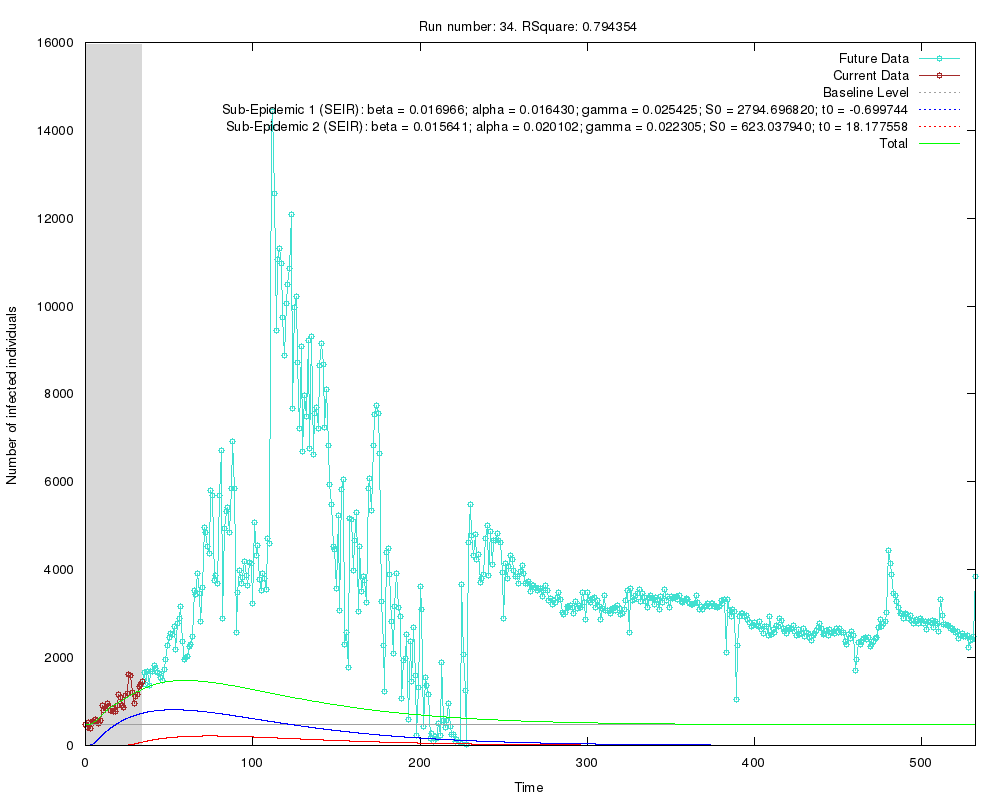 Run number: 34. RSquare: 0.794354
16000
14000
12000
10000
8000
6000
4000
2000
0
Number of infected individuals
Future Data
Current Data
Baseline Level
Sub-Epidemic 1 (SEIR): beta = 0.016966; alpha = 0.016430; gamma = 0.025425; S0 = 2794.696820; t0 = -0.699744
Sub-Epidemic 2 (SEIR): beta = 0.015641; alpha = 0.020102; gamma = 0.022305; S0 = 623.037940; t0 = 18.177558
Total
0 100 200 300 400 500
Time